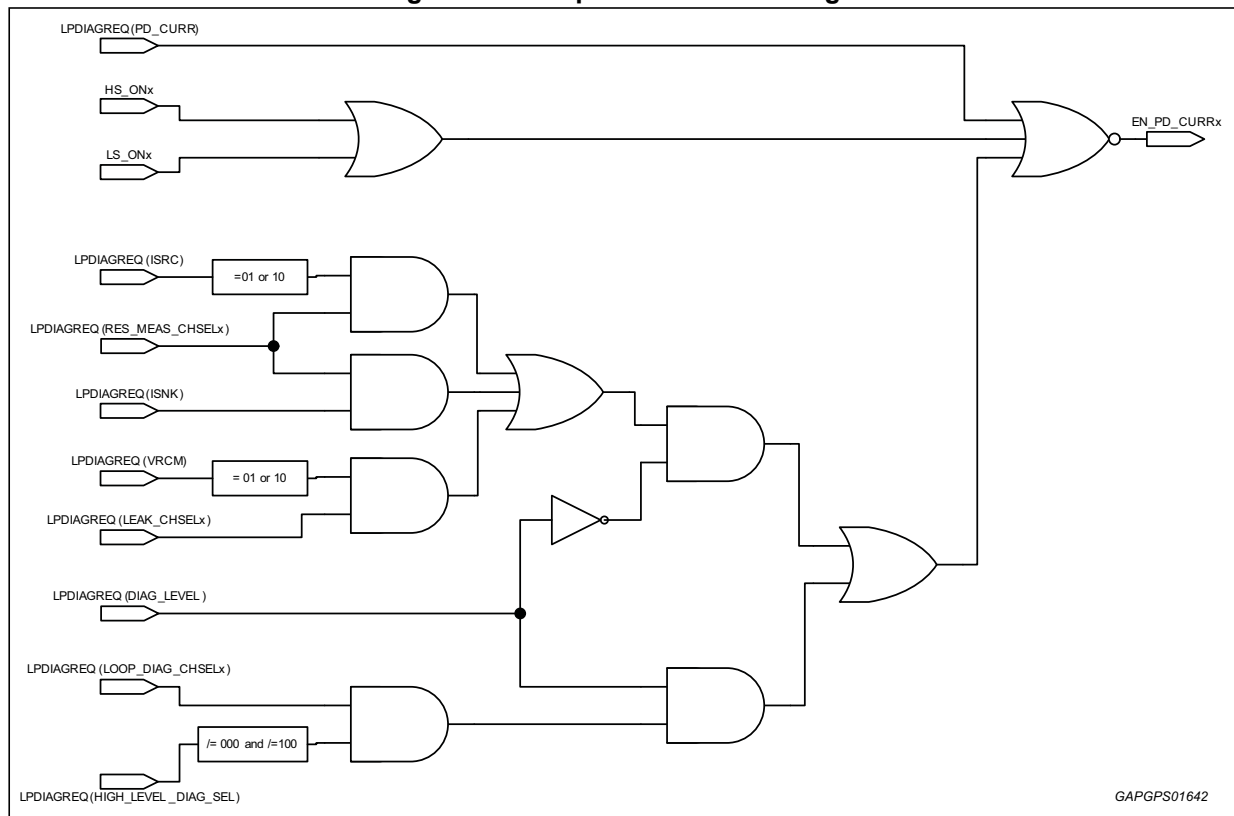 LPDIAGREQ(PD_CURR)
HS_ONx
EN_PD_CURRx
LS_ONx
LPDIAGREQ(ISRC)
=01 or 10
LPDIAGREQ(RES_MEAS_CHSELx)
LPDIAGREQ(ISNK)
LPDIAGREQ(VRCM)
= 01 or 10
LPDIAGREQ(LEAK_CHSELx)
LPDIAGREQ(DIAG_LEVEL)
LPDIAGREQ(LOOP_DIAG_CHSELx)
/= 000 and /=100
LPDIAGREQ(HIGH_LEVEL_DIAG_SEL)
GAPGPS01642